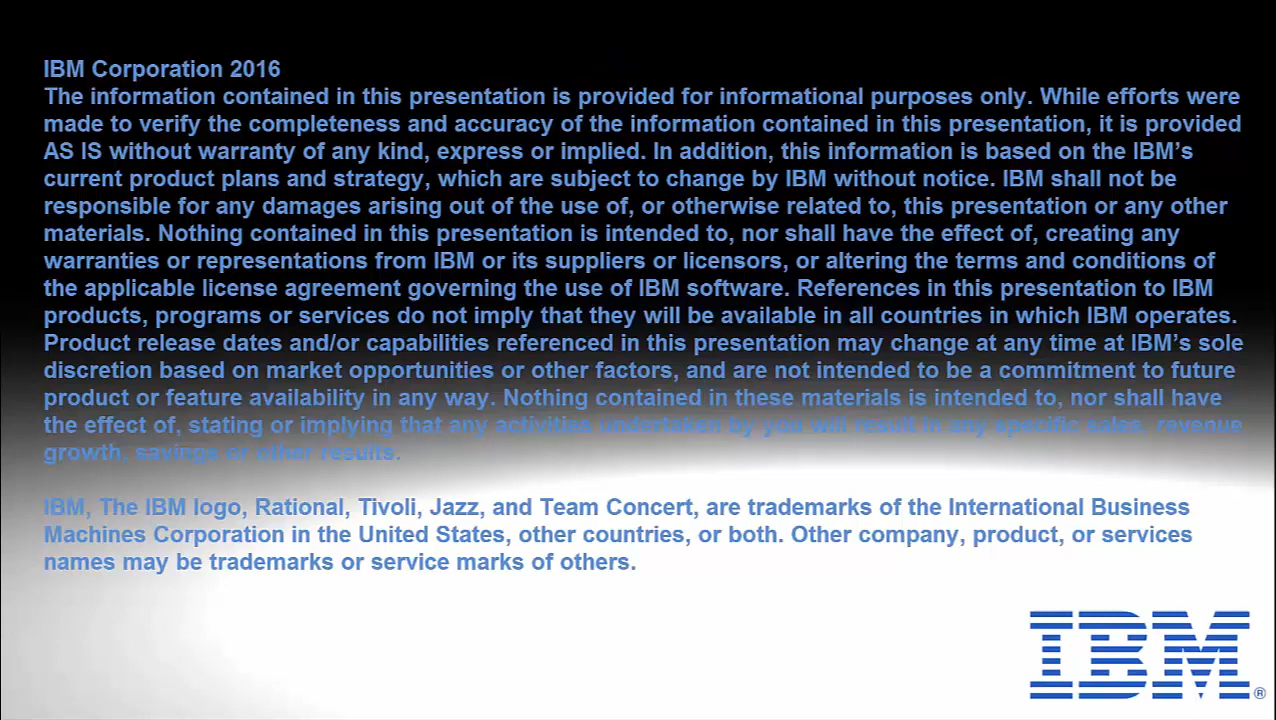 IBM Corporation 2016
The information contained in this presentation is provided for informational purposes only. While efforts were
made to verify the completeness and accuracy of the information contained in this presentation, it is provided
AS IS without warranty of any kind, express or implied. In addition, this information is based on the IBM’s
current product plans and strategy, which are subject to change by IBM without notice. IBM shall not be
responsible for any damages arising out of the use of, or otherwise related to, this presentation or any other
materials. Nothing contained in this presentation is intended to, nor shall have the effect of, creating any
warranties or representations from IBM or its suppliers or licensors, or altering the terms and conditions of
the applicable license agreement governing the use of IBM software. References in this presentation to IBM
products, programs or services do not imply that they will be available in all countries in which IBM operates.
Product release dates and/or capabilities referenced in this presentation may change at any time at IBM’s sole
discretion based on market opportunities or other factors, and are not intended to be a commitment to future
product or feature availability in any way. Nothing contained in these materials is intended to, nor shall have
the effect of, stating or implying that any activities undertaken by you will result in any specific sales, revenue
growth, savings or other results.
IBM, The IBM logo, Rational, Tivoli, Jazz, and Team Concert, are trademarks of the International Business
Machines Corporation in the United States, other countries, or both. Other company, product, or services
names may be trademarks or service marks of others.
IBM®